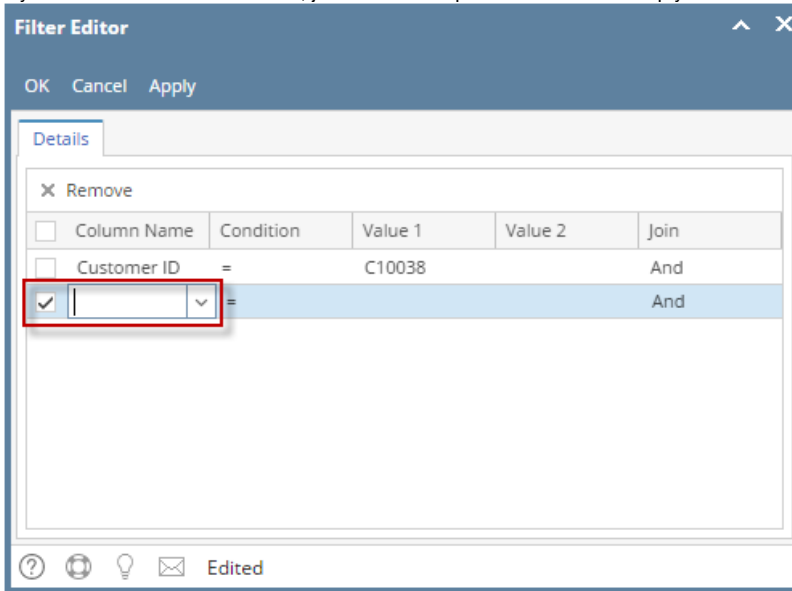 Filter Editor
OK Cancel Apply
Details
Remove
Column Name Condition Value 1 Value 2 Join
Customer ID = C10038 And
= And
Edited